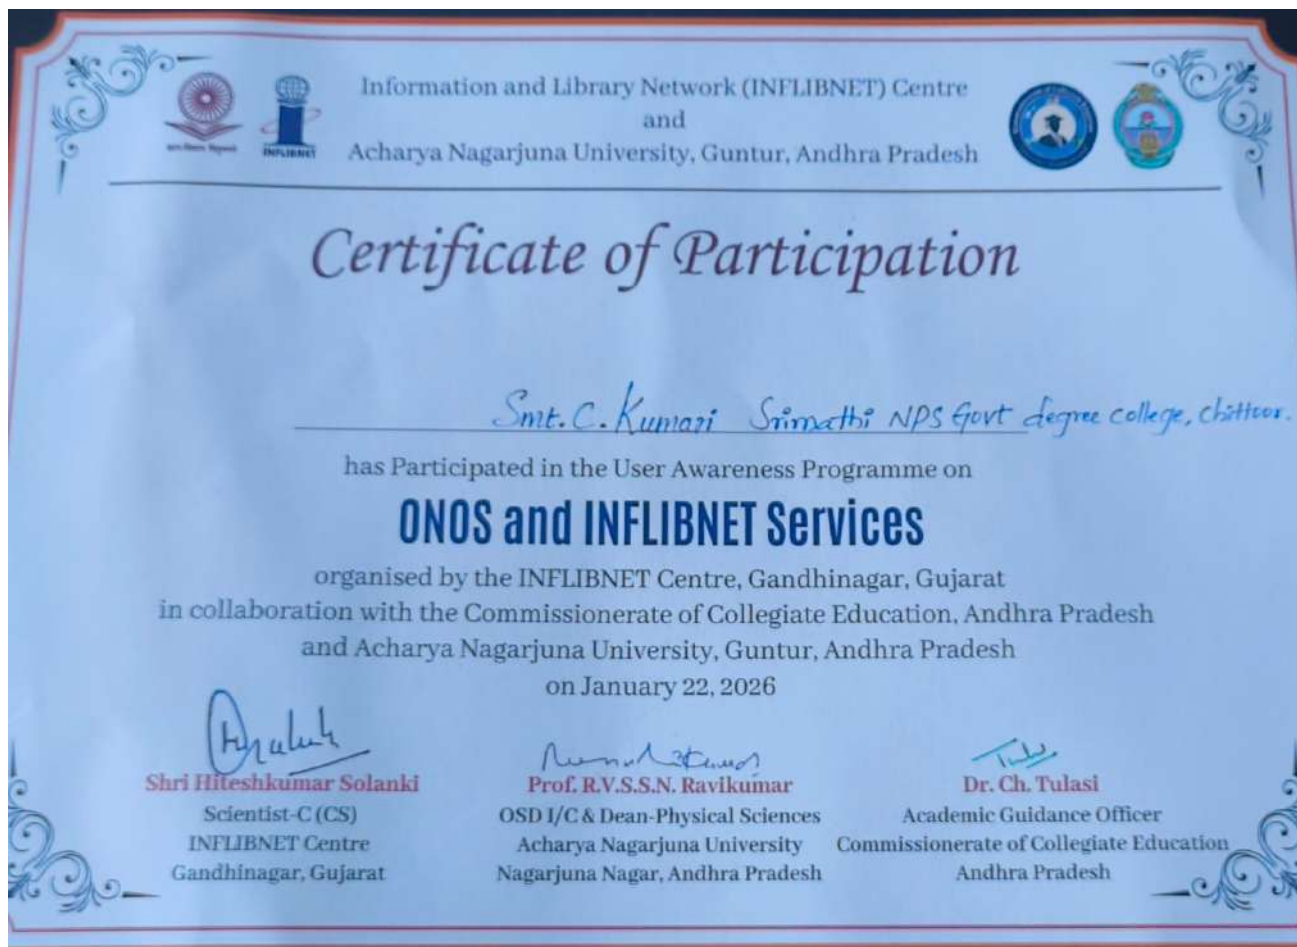 Information and Library Network (INFLIBNET) Centre
and
Acharya Nagarjuna University, Guntur, Andhra Pradesh
INFLIBNET
Certificate of Participation
Smt. C. Kumari Srimathi NPS Govt degree college, Chittoor.
has Participated in the User Awareness Programme on
ONOS and INFLIBNET Services
organised by the INFLIBNET Centre, Gandhinagar, Gujarat
in collaboration with the Commissionerate of Collegiate Education, Andhra Pradesh
and Acharya Nagarjuna University, Guntur, Andhra Pradesh
on January 22, 2026
Shri Hiteshkumar Solanki
Scientist-C (CS)
INFLIBNET Centre
Gandhinagar, Gujarat
Prof. R.V.S.S.N. Ravikumar
OSD I/C & Dean-Physical Sciences
Acharya Nagarjuna University
Nagarjuna Nagar, Andhra Pradesh
Dr. Ch. Tulasi
Academic Guidance Officer
Commissionerate of Collegiate Education
Andhra Pradesh